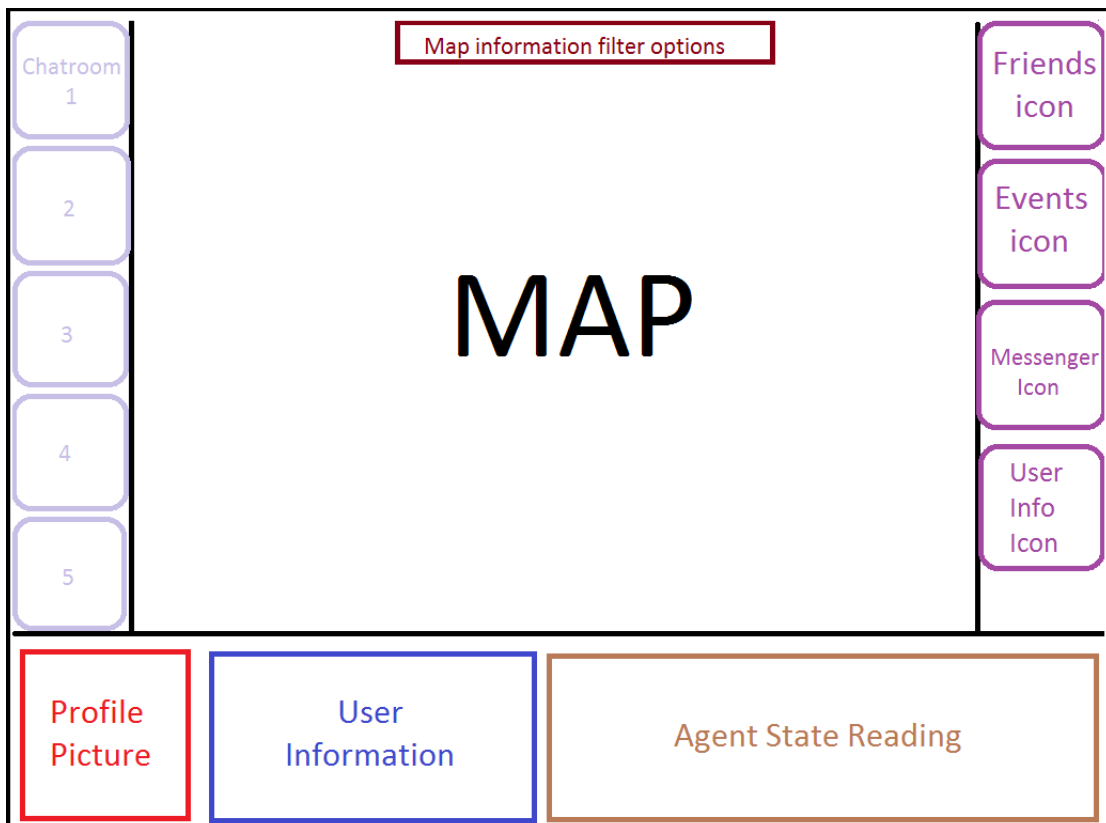 Map information filter options
Chatroom
1
2
3
4
5
MAP
Friends
icon
Events
icon
Messenger
Icon
User
Info
Icon
Profile
Picture
User
Information
Agent State Reading